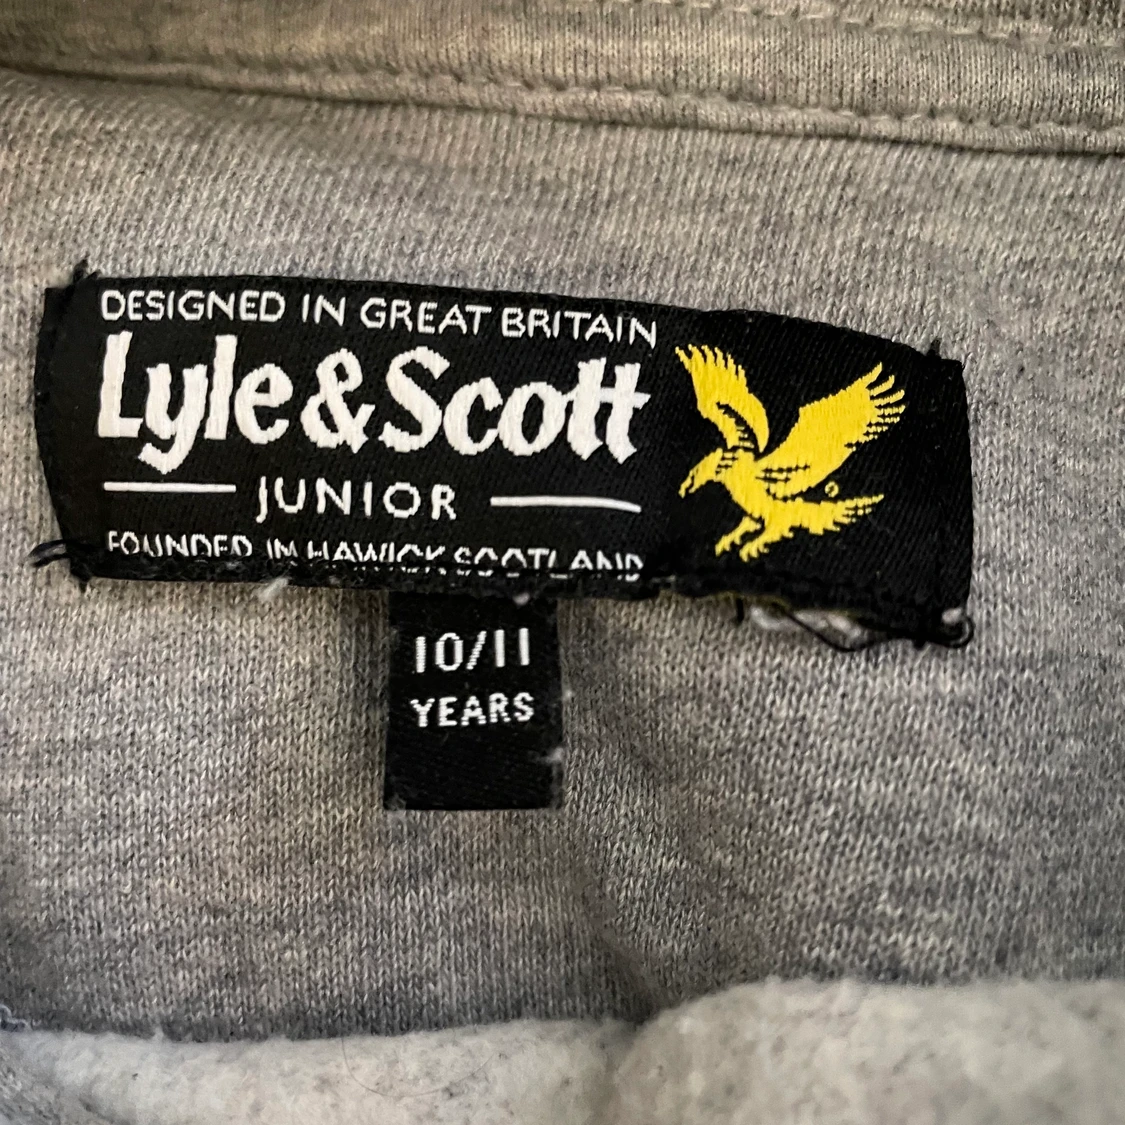 DESIGNED IN GREAT BRITAIN
Lyle & Scott
JUNIOR
FOUNDED IN HAWICK SCOTLAND
10/11
YEARS